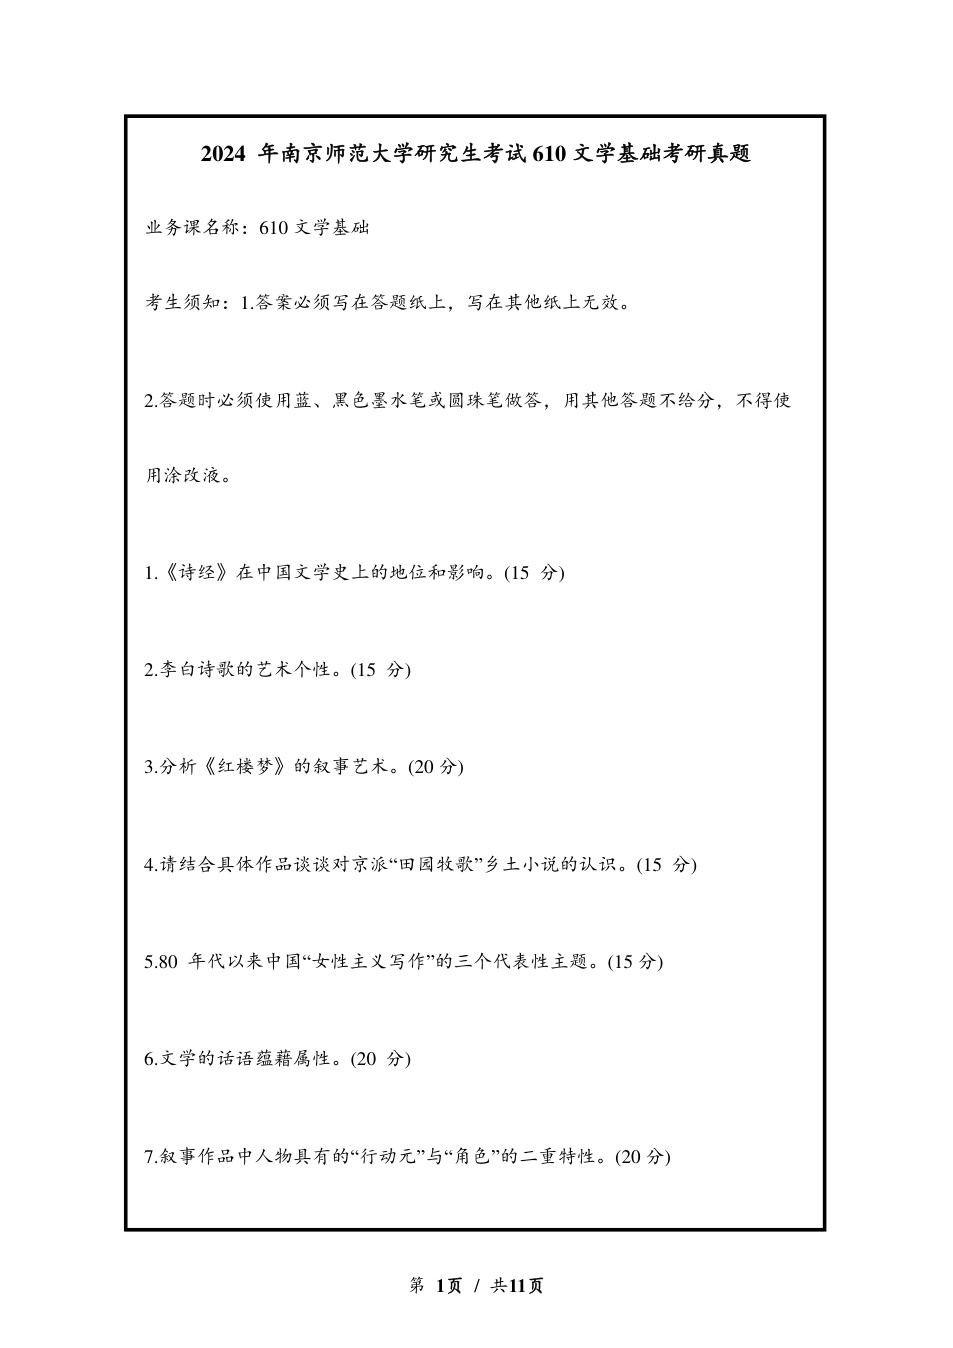 2024 年南京师范大学研究生考试 610 文学基础考研真题
业务课名称：610 文学基础
考生须知：1.答案必须写在答题纸上，写在其他纸上无效。
2.答题时必须使用蓝、黑色墨水笔或圆珠笔做答，用其他答题不给分，不得使
用涂改液。
1.《诗经》在中国文学史上的地位和影响。(15 分)
2.李白诗歌的艺术个性。(15 分)
3.分析《红楼梦》的叙事艺术。(20 分)
4.请结合具体作品谈谈对京派“田园牧歌”乡土小说的认识。(15 分)
5.80 年代以来中国“女性主义写作”的三个代表性主题。(15 分)
6.文学的话语蕴藉属性。(20 分)
7.叙事作品中人物具有的“行动元”与“角色”的二重特性。(20 分)
第 1页 / 共11页